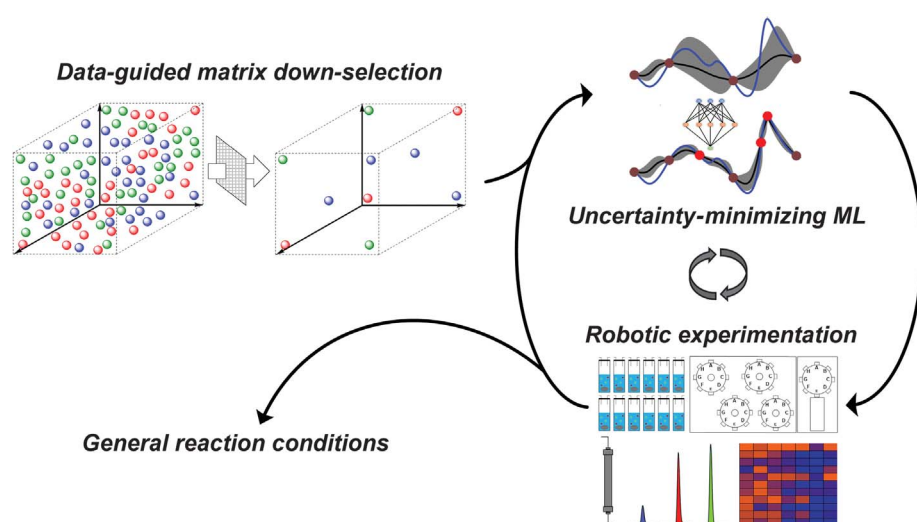 Data-guided matrix down-selection
Uncertainty-minimizing ML
Robotic experimentation
General reaction conditions